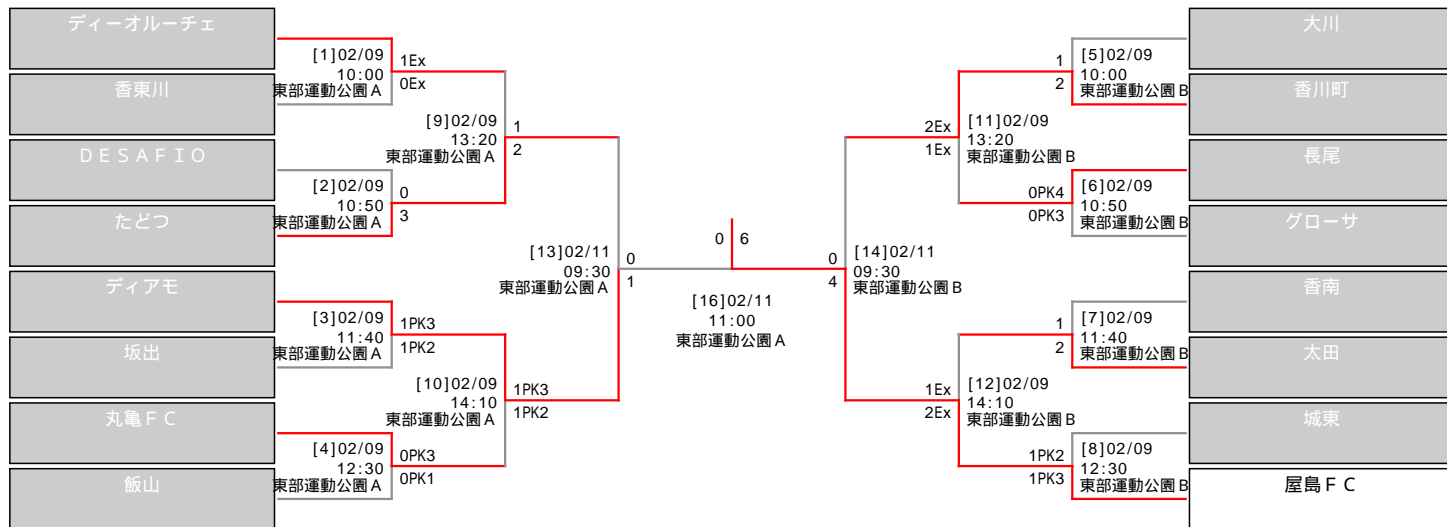 ディーオルーチェ
[1]02/09
10:00
東部運動公園A
1Ex
0Ex
香東川
[9]02/09
13:20
東部運動公園A
1
2
DESAFIO
[2]02/09
10:50
東部運動公園A
0
3
たどつ
[13]02/11
09:30
東部運動公園A
0
1
ディアモ
[3]02/09
11:40
東部運動公園A
1PK3
1PK2
坂出
[10]02/09
14:10
東部運動公園A
1PK3
1PK2
丸亀FC
[4]02/09
12:30
東部運動公園A
0PK3
0PK1
飯山
0
6
[16]02/11
11:00
東部運動公園A
大川
1
2
[5]02/09
10:00
東部運動公園B
香川町
2Ex
1Ex
[11]02/09
13:20
東部運動公園B
長尾
0PK4
0PK3
[6]02/09
10:50
東部運動公園B
グローサ
0
4
[14]02/11
09:30
東部運動公園B
香南
1
2
[7]02/09
11:40
東部運動公園B
太田
1Ex
2Ex
[12]02/09
14:10
東部運動公園B
城東
1PK2
1PK3
[8]02/09
12:30
東部運動公園B
屋島FC